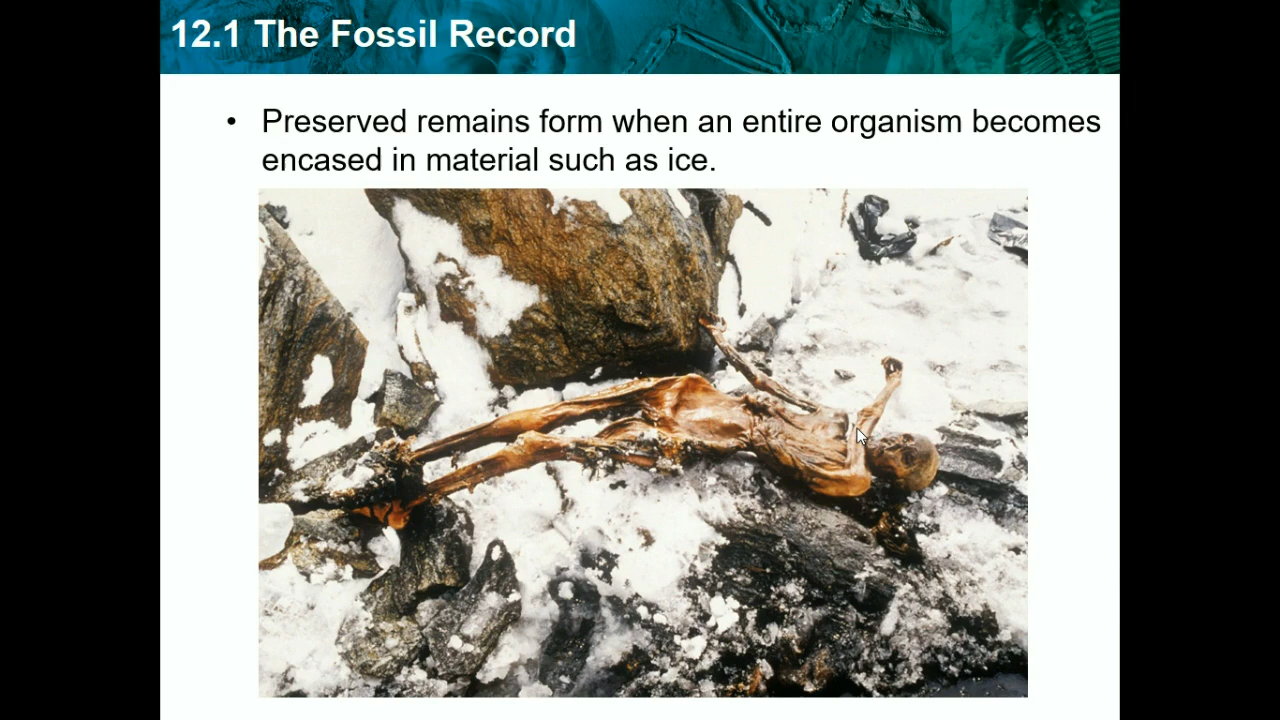 12.1 The Fossil Record
• Preserved remains form when an entire organism becomes
encased in material such as ice.